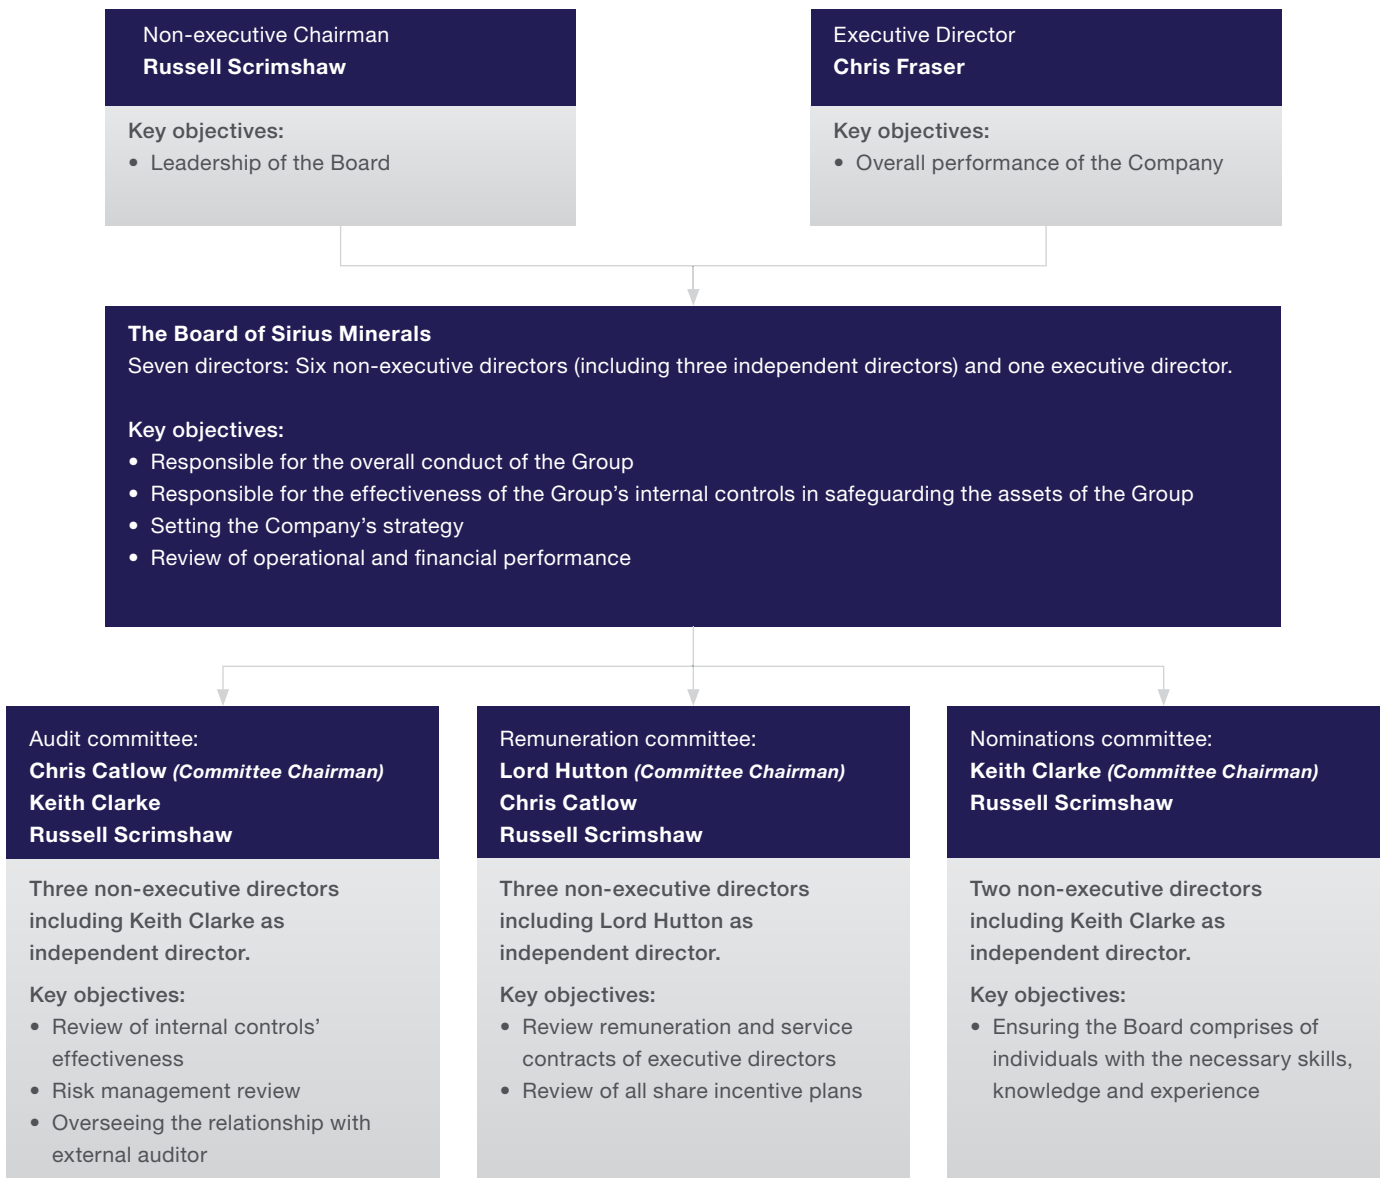 Non-executive Chairman
Russell Scrimshaw
Key objectives:
• Leadership of the Board
Executive Director
Chris Fraser
Key objectives:
• Overall performance of the Company
The Board of Sirius Minerals
Seven directors: Six non-executive directors (including three independent directors) and one executive director.
Key objectives:
• Responsible for the overall conduct of the Group
• Responsible for the effectiveness of the Group’s internal controls in safeguarding the assets of the Group
• Setting the Company’s strategy
• Review of operational and financial performance
Audit committee:
Chris Catlow (Committee Chairman)
Keith Clarke
Russell Scrimshaw
Three non-executive directors
including Keith Clarke as
independent director.
Key objectives:
• Review of internal controls’
effectiveness
• Risk management review
• Overseeing the relationship with
external auditor
Remuneration committee:
Lord Hutton (Committee Chairman)
Chris Catlow
Russell Scrimshaw
Three non-executive directors
including Lord Hutton as
independent director.
Key objectives:
• Review remuneration and service
contracts of executive directors
• Review of all share incentive plans
Nominations committee:
Keith Clarke (Committee Chairman)
Russell Scrimshaw
Two non-executive directors
including Keith Clarke as
independent director.
Key objectives:
• Ensuring the Board comprises of
individuals with the necessary skills,
knowledge and experience